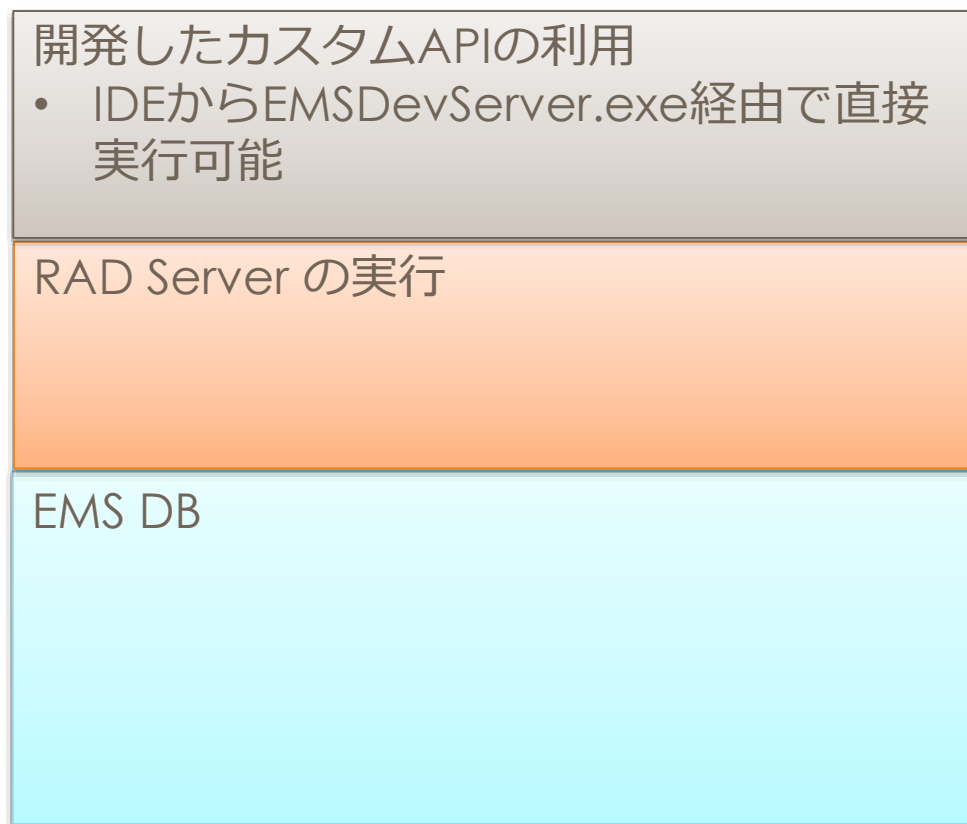 開発したカスタムAPIの利用
• IDEからEMSDevServer.exe経由で直接
実行可能
RAD Server の実行
EMS DB